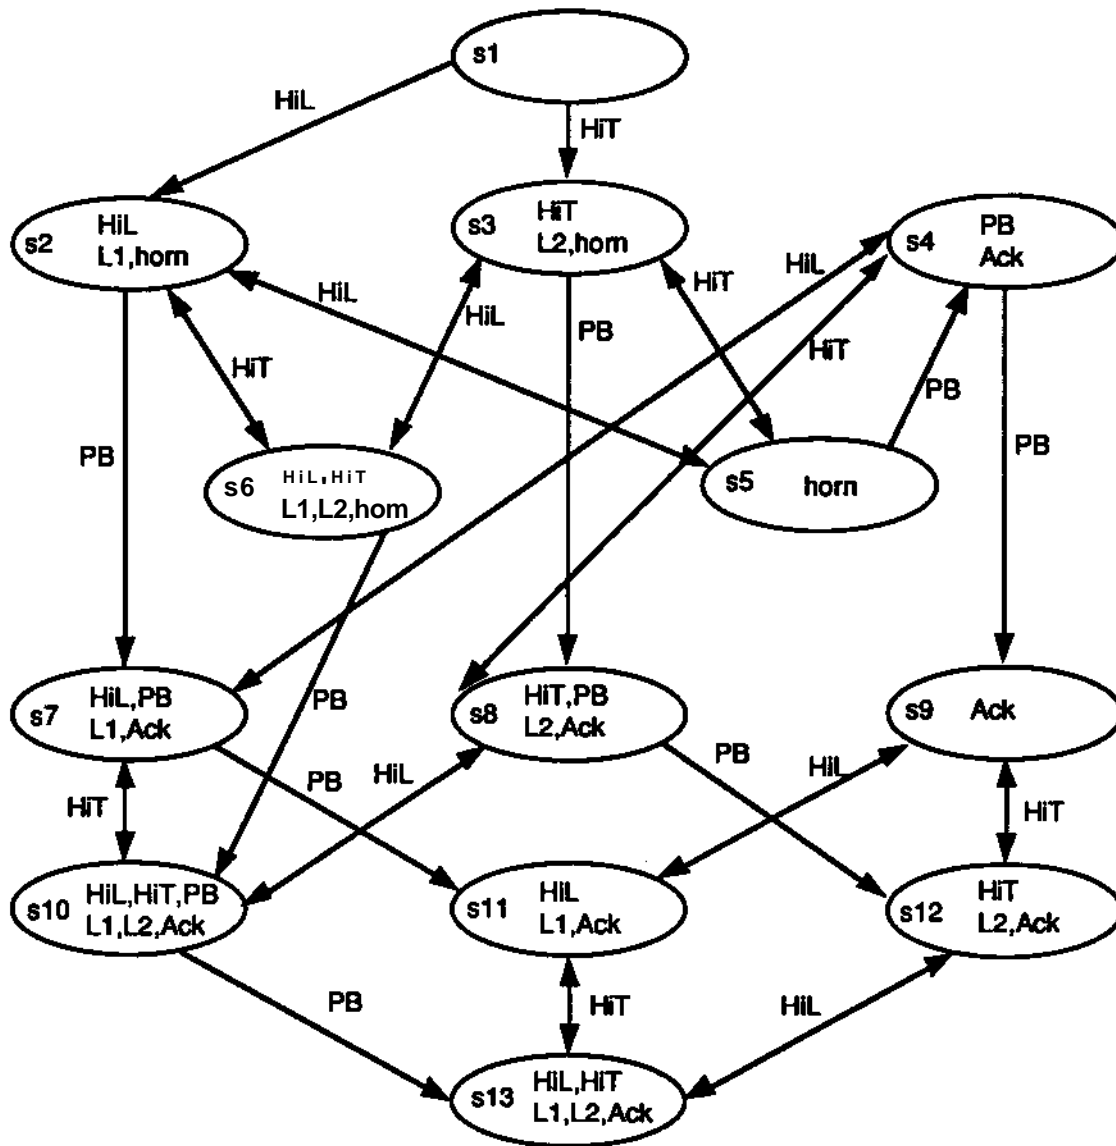 s1
HiL
HiT
s2
HiL
L1,horn
s3
HiT
L2,horn
s4
PB
Ack
HiL
HiL
HiL
HiT
PB
HiT
HiT
PB
PB
PB
s6
HiL,HiT
L1,L2,hom
s5
horn
s7
HiL,PB
L1,Ack
PB
s8
HiT,PB
L2,Ack
s9
Ack
HiT
PB
HiL
PB
HiL
HiT
s10
HiL,HiT,PB
L1,L2,Ack
s11
HiL
L1,Ack
s12
HiT
L2,Ack
PB
HiT
HiL
s13
HiL,HiT
L1,L2,Ack